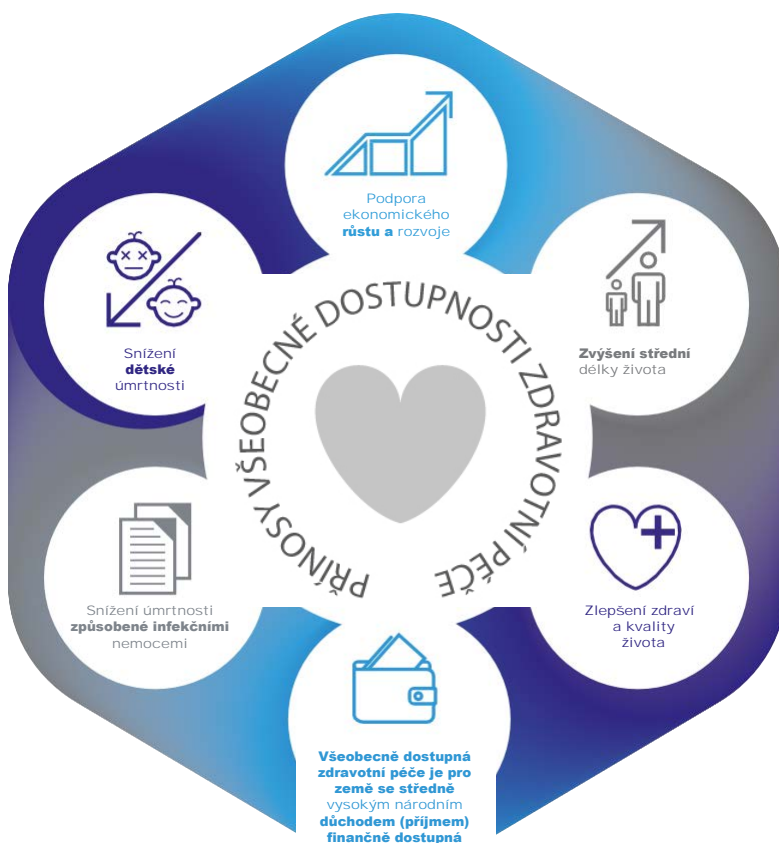 PŘÍNOSY VŠEOBECNÉ DOSTUPNOSTI ZDRAVOTNÍ PÉČE
Podpora
ekonomického
růstu a rozvoje
Zvýšení střední
délky života
Zlepšení zdraví
a kvality
života
Všeobecně dostupná
zdravotní péče je pro
země se středně
vysokým národním
důchodem (příjmem)
finančně dostupná
Snížení úmrtnosti
způsobené infekčními
nemocemi
Snížení
dětské
úmrtnosti